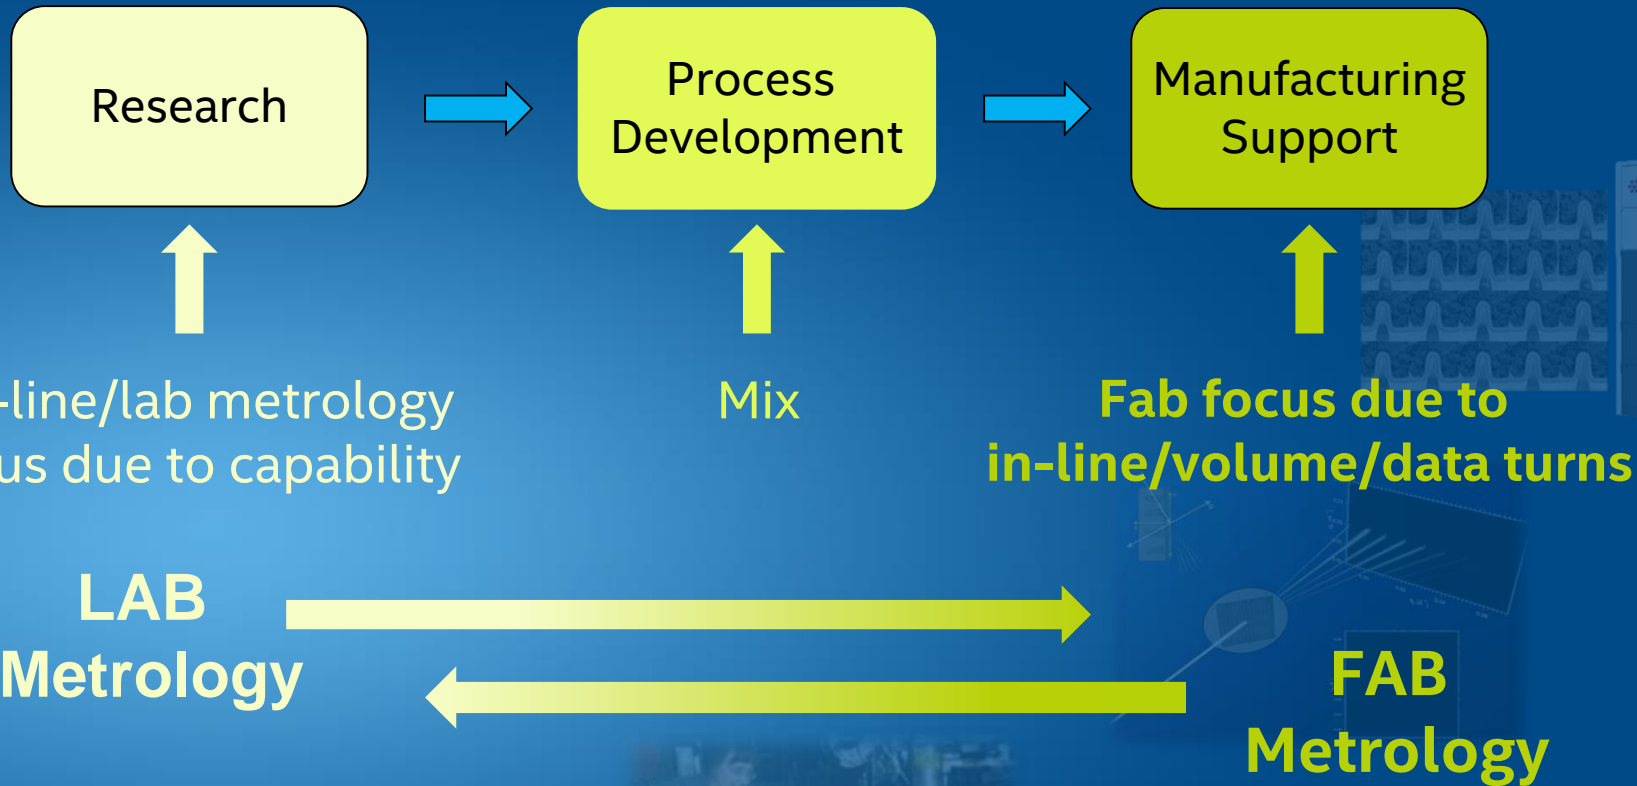 Research
Process
Development
Manufacturing
Support
-line/lab metrology
us due to capability
Mix
Fab focus due to
in-line/volume/data turns
LAB
Metrology
FAB
Metrology